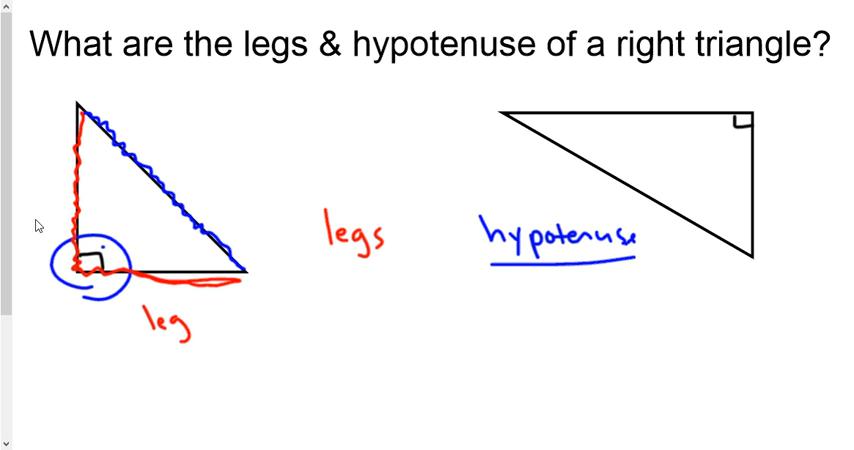 What are the legs & hypotenuse of a right triangle?
legs
hypotenuse
leg